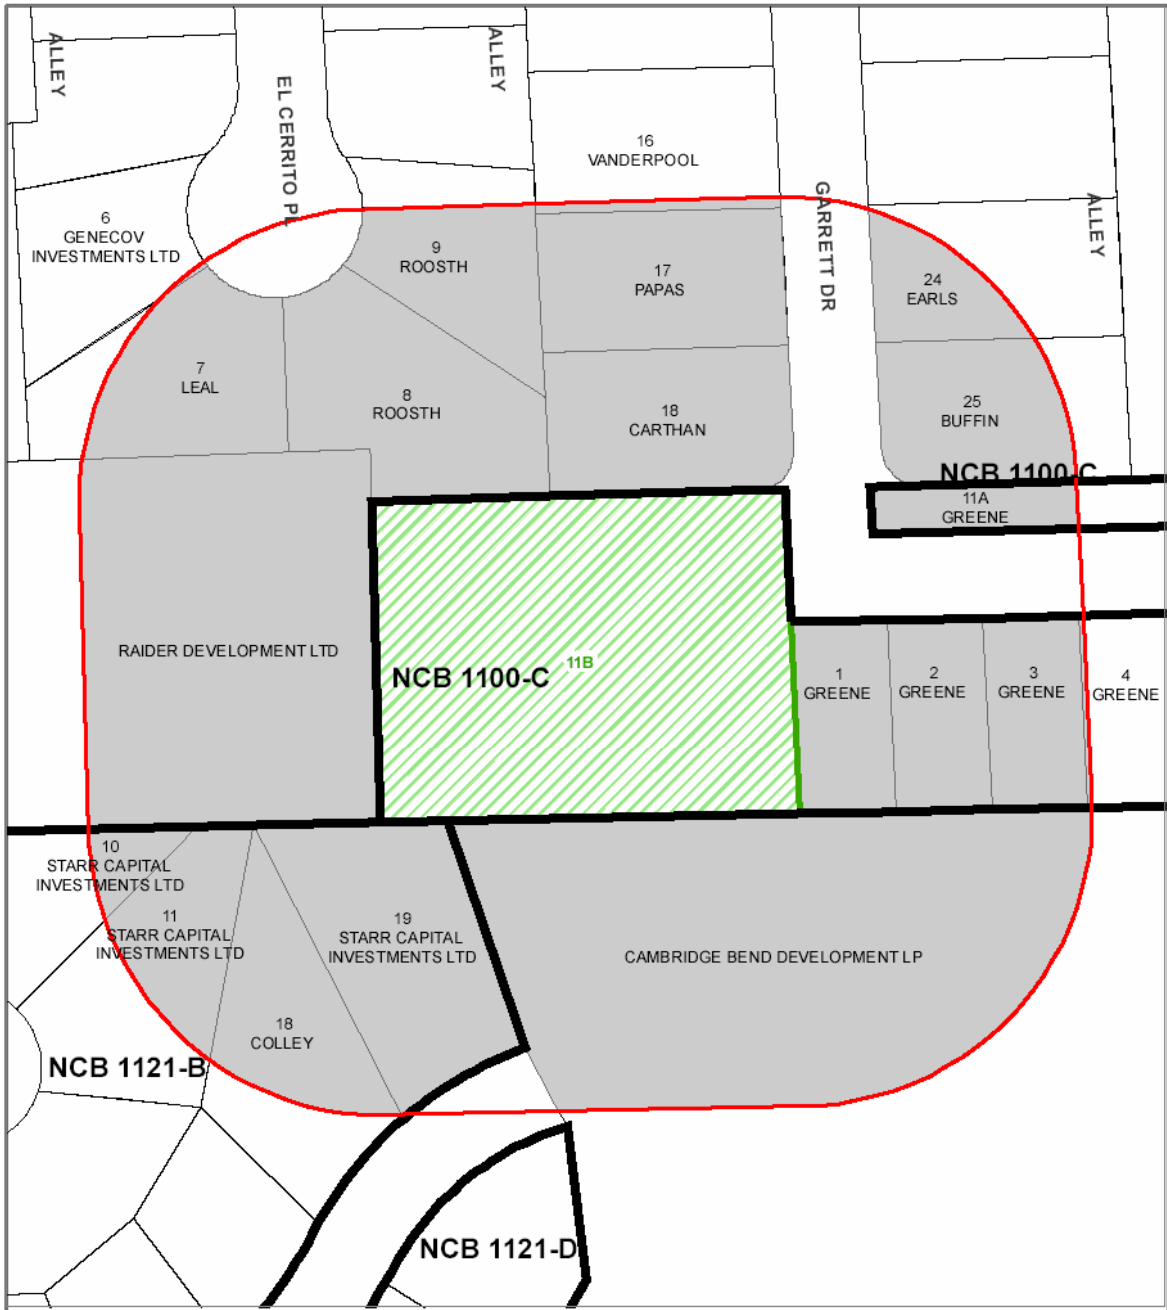 ALLEY
EL CERRITO PL
ALLEY
16
VANDERPOOL
GARRETT DR
ALLEY
6
GENECOV
INVESTMENTS LTD
9
ROOSTH
17
PAPAS
24
EARLS
7
LEAL
8
ROOSTH
18
CARTHAN
25
BUFFIN
NCB 1100-C
11A
GREENE
RAIDER DEVELOPMENT LTD
NCB 1100-C
11B
1
GREENE
2
GREENE
3
GREENE
4
GREENE
10
STARR CAPITAL
INVESTMENTS LTD
11
STARR CAPITAL
INVESTMENTS LTD
19
STARR CAPITAL
INVESTMENTS LTD
CAMBRIDGE BEND DEVELOPMENT LP
18
COLLEY
NCB 1121-B
NCB 1121-D